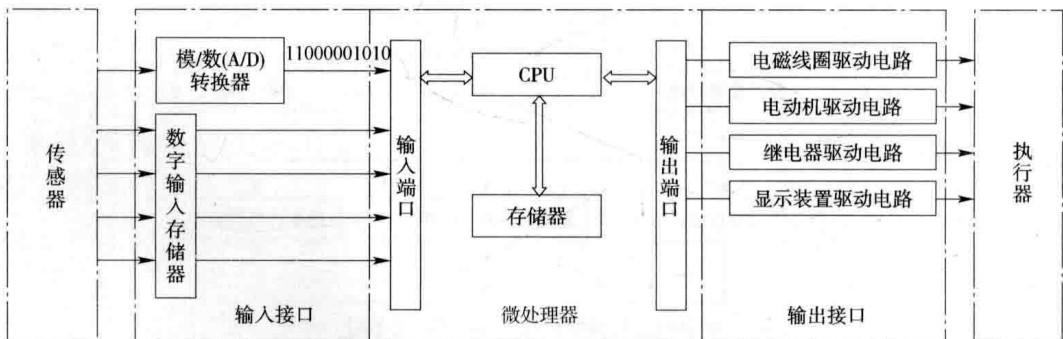 传感器
模/数(A/D)
转换器
11000001010
数字输入存储器
输入接口
输入端口
CPU
存储器
微处理器
输出端口
电磁线圈驱动电路
电动机驱动电路
继电器驱动电路
显示装置驱动电路
输出接口
执行器